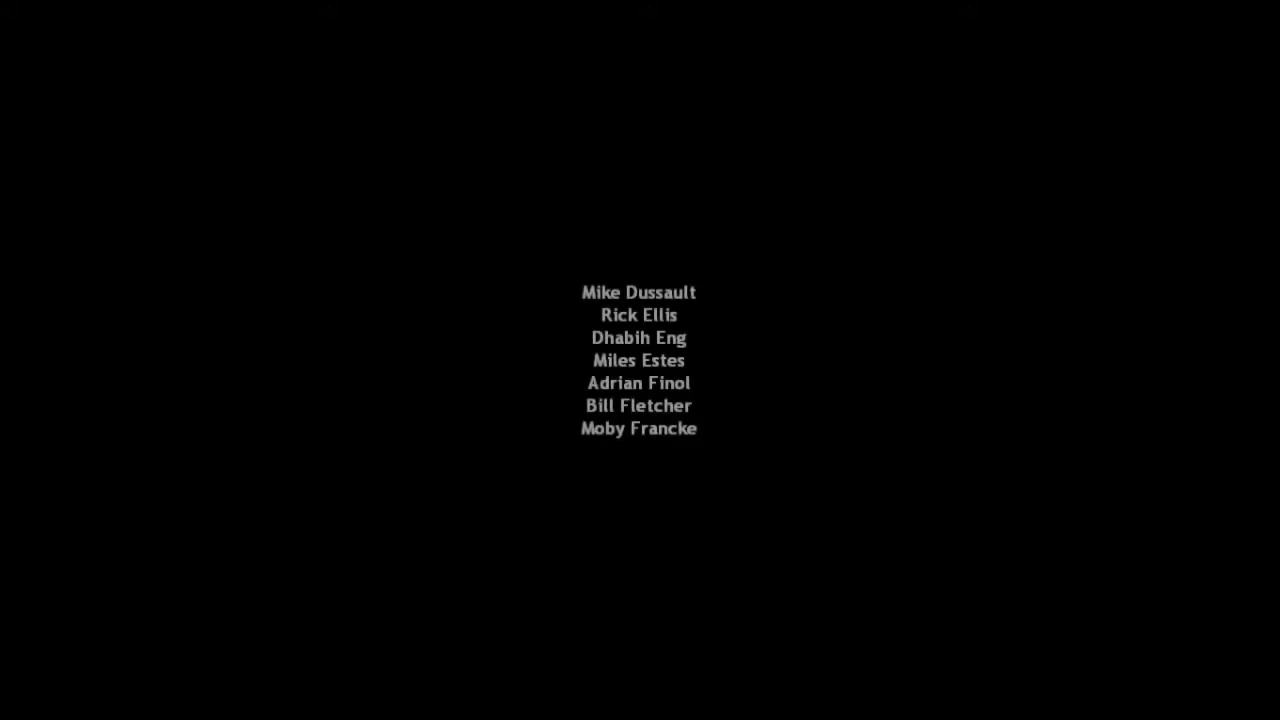 Mike Dussault
Rick Ellis
Dhabih Eng
Miles Estes
Adrian Finol
Bill Fletcher
Moby Francke